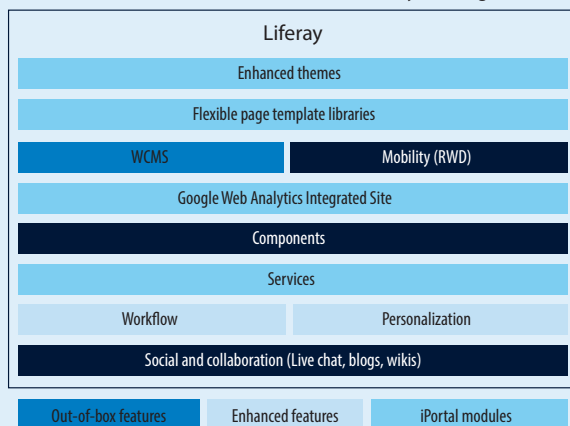 Liferay
Enhanced themes
Flexible page template libraries
WCMS Mobility (RWD)
Google Web Analytics Integrated Site
Components
Services
Workflow Personalization
Social and collaboration (Live chat, blogs, wikis)
Out-of-box features Enhanced features iPortal modules